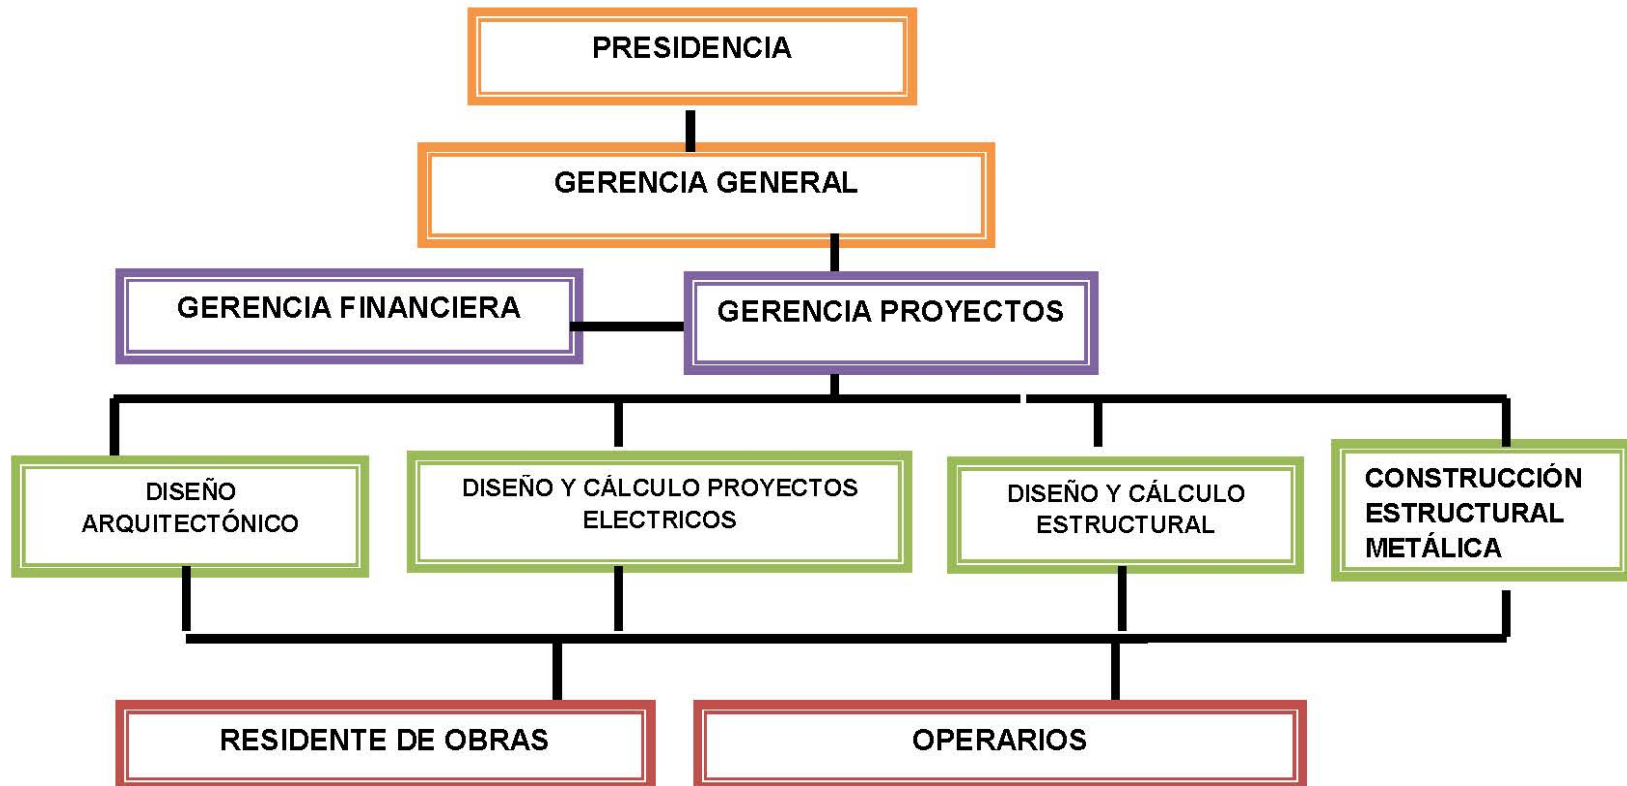 PRESIDENCIA
GERENCIA GENERAL
GERENCIA FINANCIERA
GERENCIA PROYECTOS
DISEÑO
ARQUITECTÓNICO
DISEÑO Y CÁLCULO PROYECTOS
ELECTRICOS
DISEÑO Y CÁLCULO
ESTRUCTURAL
CONSTRUCCIÓN
ESTRUCTURAL
METÁLICA
RESIDENTE DE OBRAS
OPERARIOS